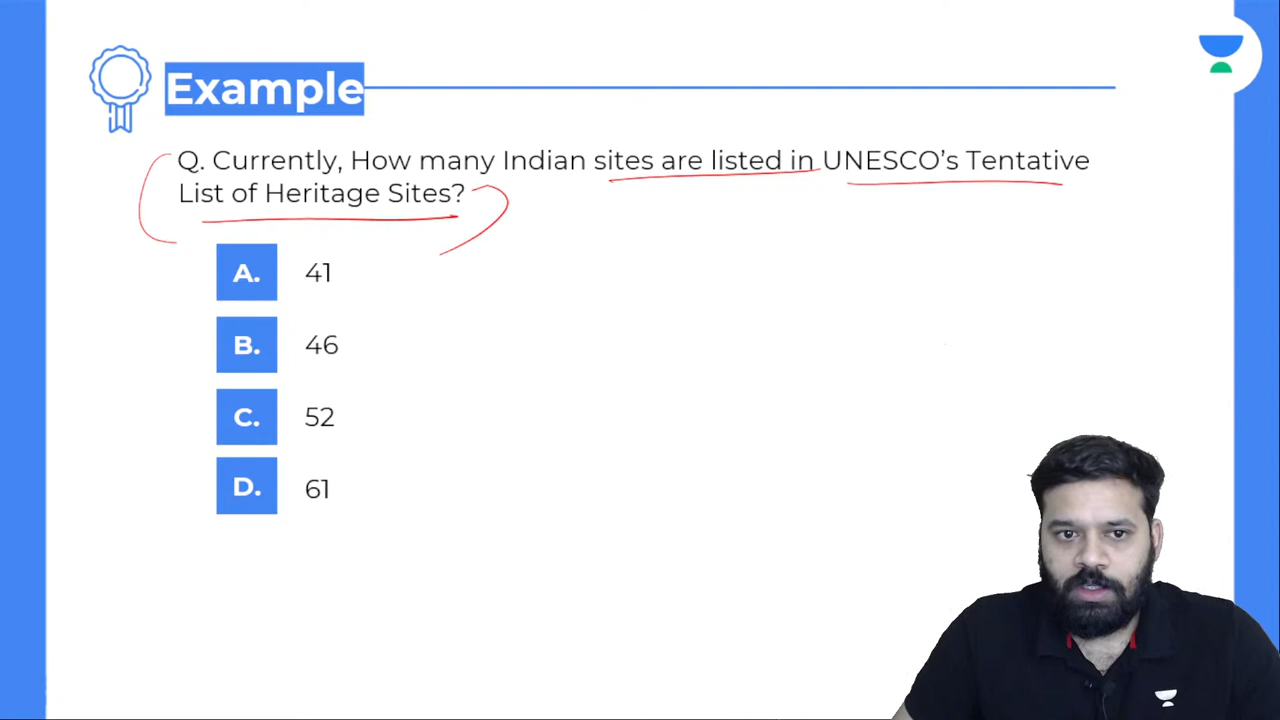 Example
Q. Currently, How many Indian sites are listed in UNESCO’s Tentative
List of Heritage Sites?
A. 41
B. 46
C. 52
D. 61